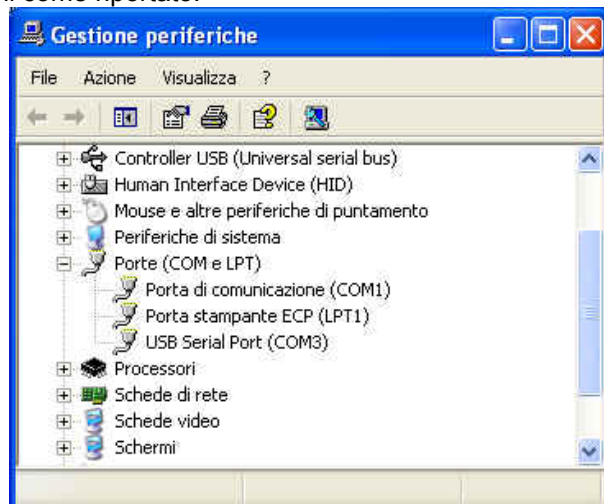 come riportato.
Gestione periferiche
File Azione Visualizza ?
Controller USB (Universal serial bus)
Human Interface Device (HID)
Mouse e altre periferiche di puntamento
Periferiche di sistema
Porte (COM e LPT)
Porta di comunicazione (COM1)
Porta stampante ECP (LPT1)
USB Serial Port (COM3)
Processori
Schede di rete
Schede video
Schermi